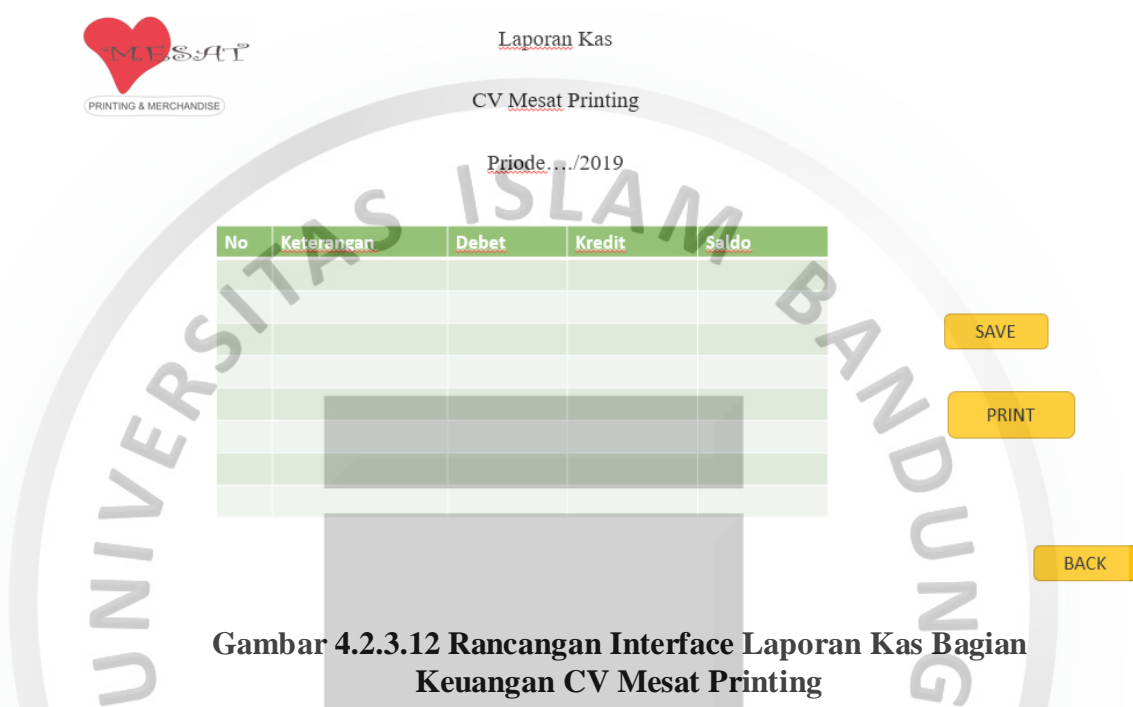 MESAT
PRINTING & MERCHANDISE
Laporan Kas
CV Mesat Printing
Priode…./2019
No Keterangan Debet Kredit Saldo
SAVE
PRINT
BACK
UNIVERSITAS ISLAM BANDUNG
Gambar 4.2.3.12 Rancangan Interface Laporan Kas Bagian
Keuangan CV Mesat Printing